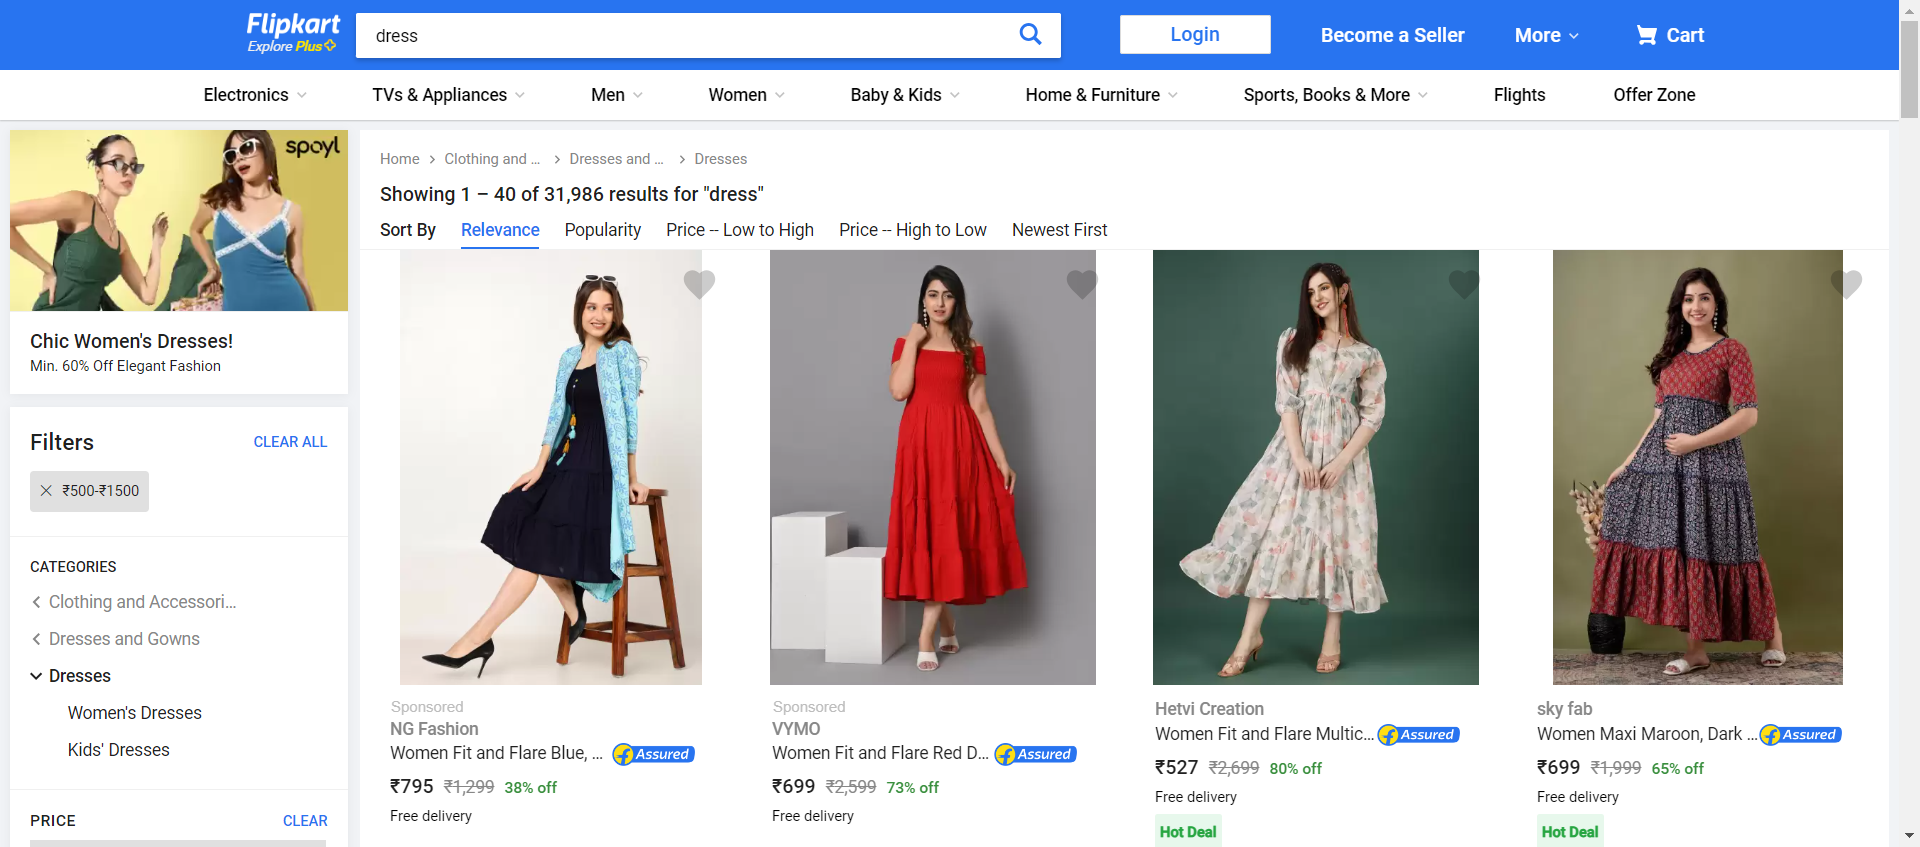 Flipkart
Explore Plus
dress
Login
Become a Seller
More
Cart
Electronics
TVs & Appliances
Men
Women
Baby & Kids
Home & Furniture
Sports, Books & More
Flights
Offer Zone
spoyl
Chic Women's Dresses!
Min. 60% Off Elegant Fashion
Filters
CLEAR ALL
₹500-₹1500
CATEGORIES
Clothing and Accessori...
Dresses and Gowns
Dresses
Women's Dresses
Kids' Dresses
PRICE
CLEAR
Home
Clothing and ...
Dresses and ...
Dresses
Showing 1 – 40 of 31,986 results for "dress"
Sort By
Relevance
Popularity
Price -- Low to High
Price -- High to Low
Newest First
Sponsored
NG Fashion
Women Fit and Flare Blue, ...
Assured
₹795 ₹1,299 38% off
Free delivery
Sponsored
VYMO
Women Fit and Flare Red D...
Assured
₹699 ₹2,599 73% off
Free delivery
Hetvi Creation
Women Fit and Flare Multic...
Assured
₹527 ₹2,699 80% off
Free delivery
Hot Deal
sky fab
Women Maxi Maroon, Dark ...
Assured
₹699 ₹1,999 65% off
Free delivery
Hot Deal